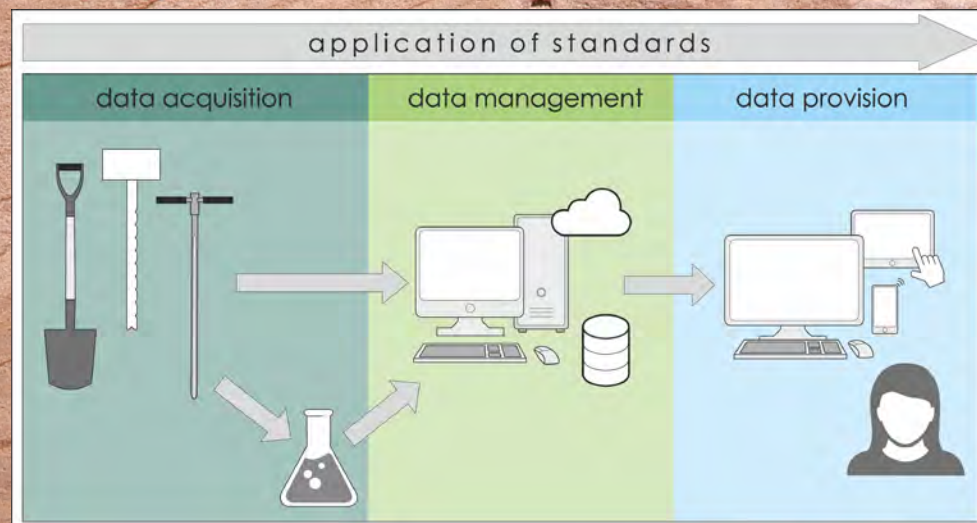 application of standards
data acquisition
data management
data provision